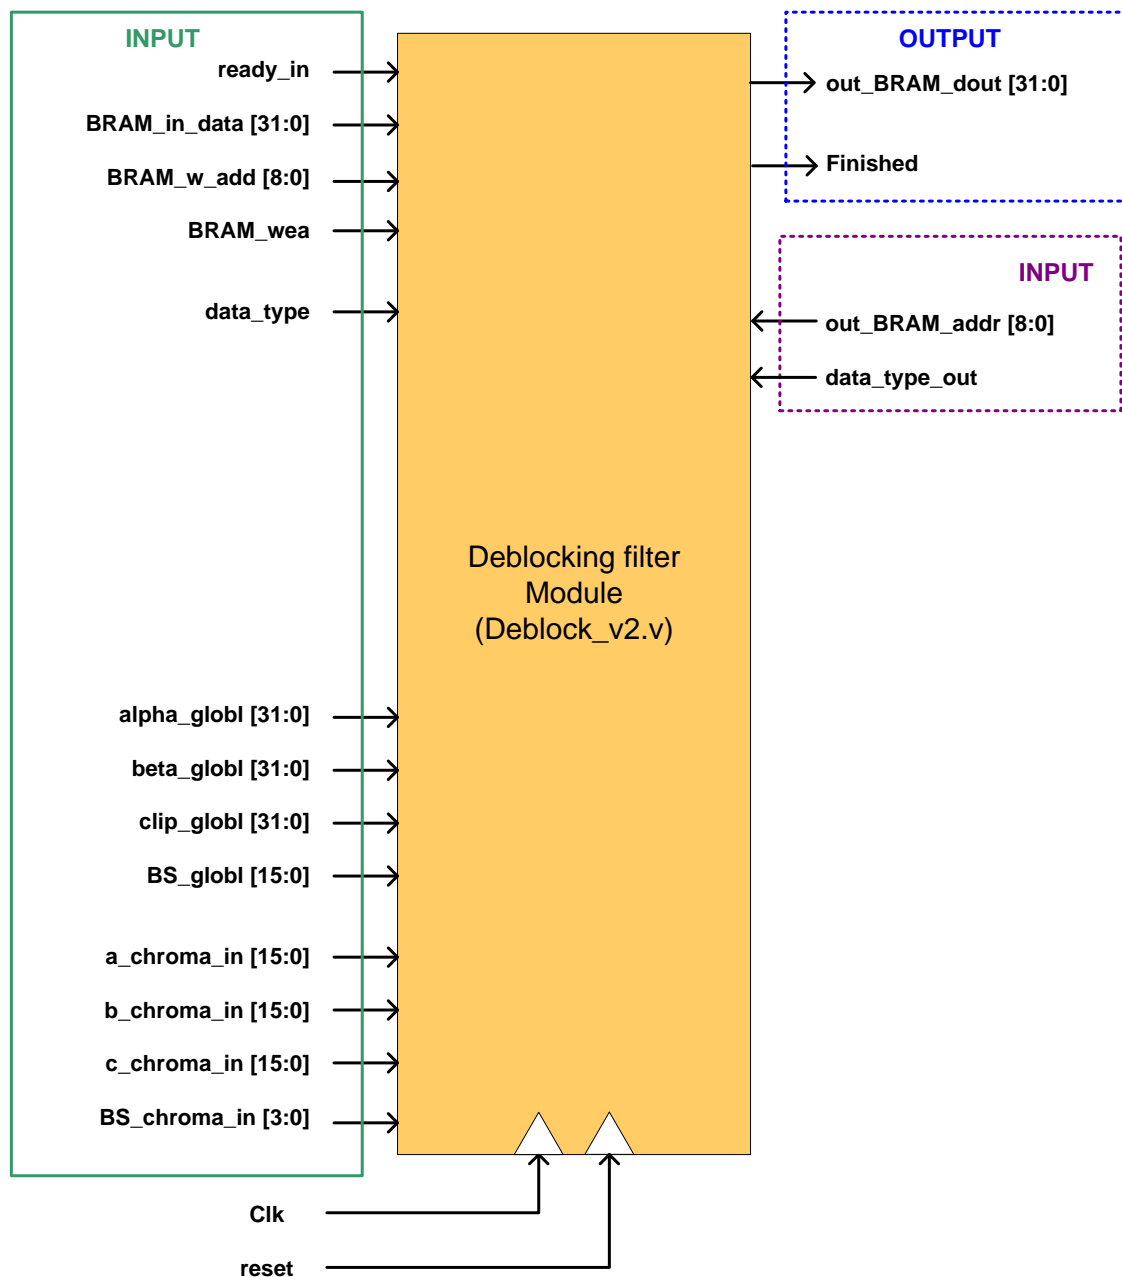 INPUT
ready_in
BRAM_in_data [31:0]
BRAM_w_add [8:0]
BRAM_wea
data_type
alpha_globl [31:0]
beta_globl [31:0]
clip_globl [31:0]
BS_globl [15:0]
a_chroma_in [15:0]
b_chroma_in [15:0]
c_chroma_in [15:0]
BS_chroma_in [3:0]
Clk
reset
Deblocking filter
Module
(Deblock_v2.v)
OUTPUT
out_BRAM_dout [31:0]
Finished
INPUT
out_BRAM_addr [8:0]
data_type_out